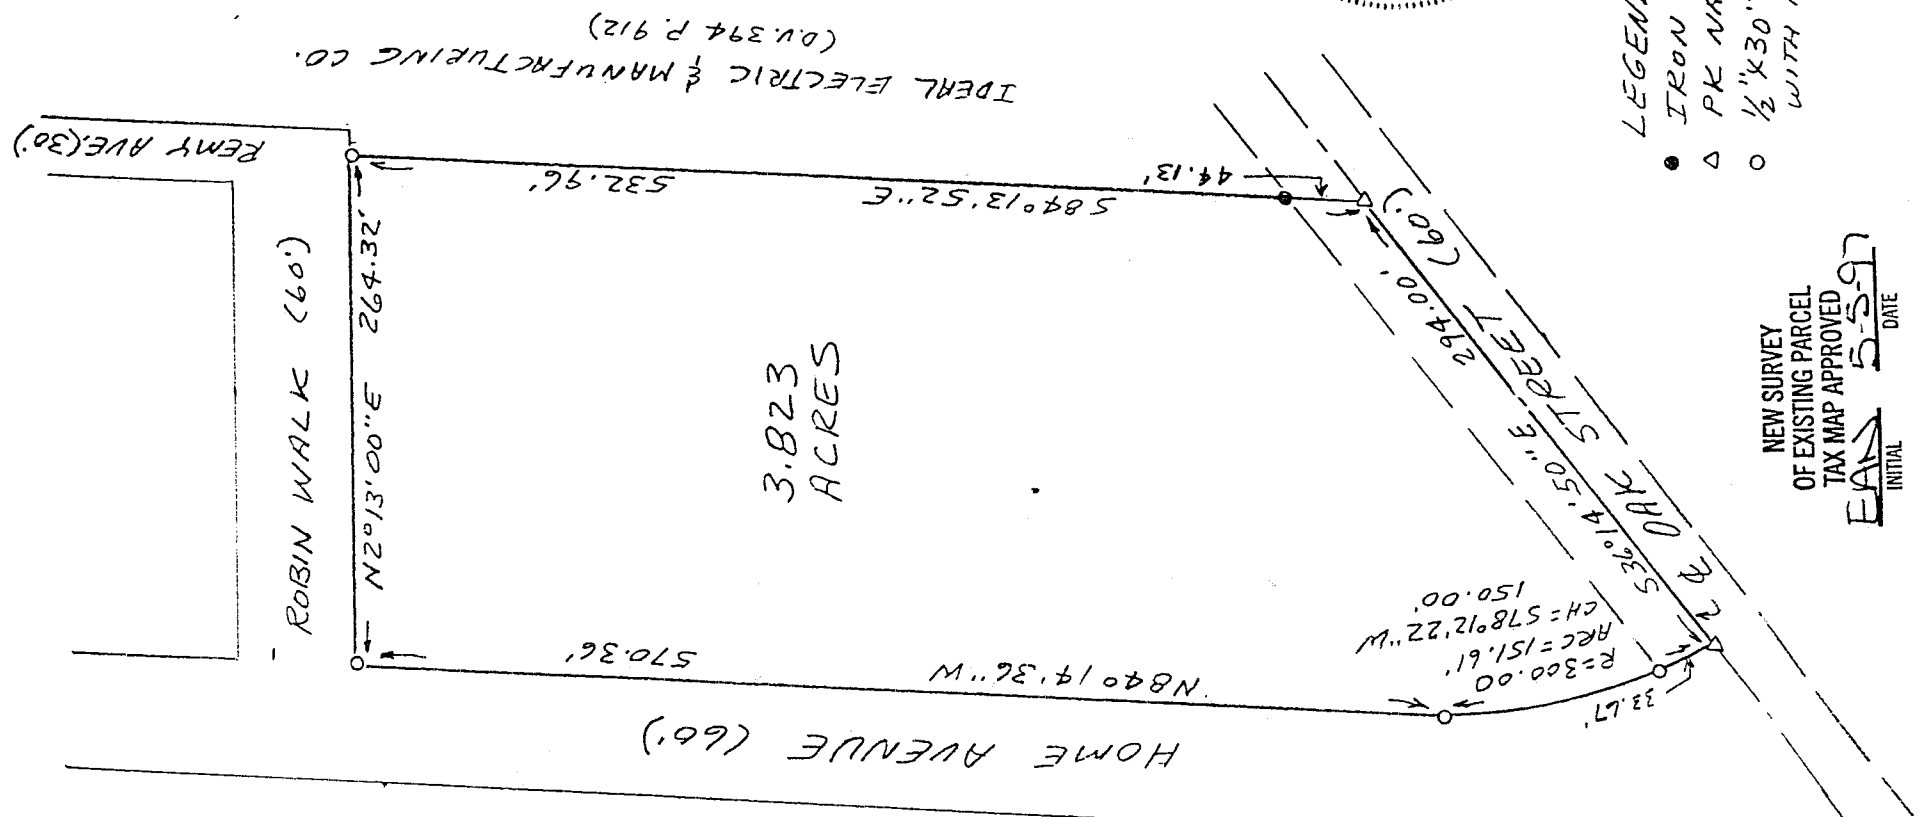 IDEAL ELECTRIC & MANUFACTURING CO.
(D.V. 394 P. 912)
REMY AVE. (30')
532.96'
S84°13'52"E
44.13'
ROBIN WALK (60')
N2°13'00"E 264.32'
3.823
ACRES
294.00'
S36°14'50"E
℄ OAK STREET (60')
R=300.00
ARC=151.61'
CH=S78°12'22"W
150.00'
33.67'
570.36'
N84°14'36"W
HOME AVENUE (60')
LEGEN
IRON
PK NA
½"X30"
WITH
NEW SURVEY
OF EXISTING PARCEL
TAX MAP APPROVED
5-5-97
INITIAL DATE